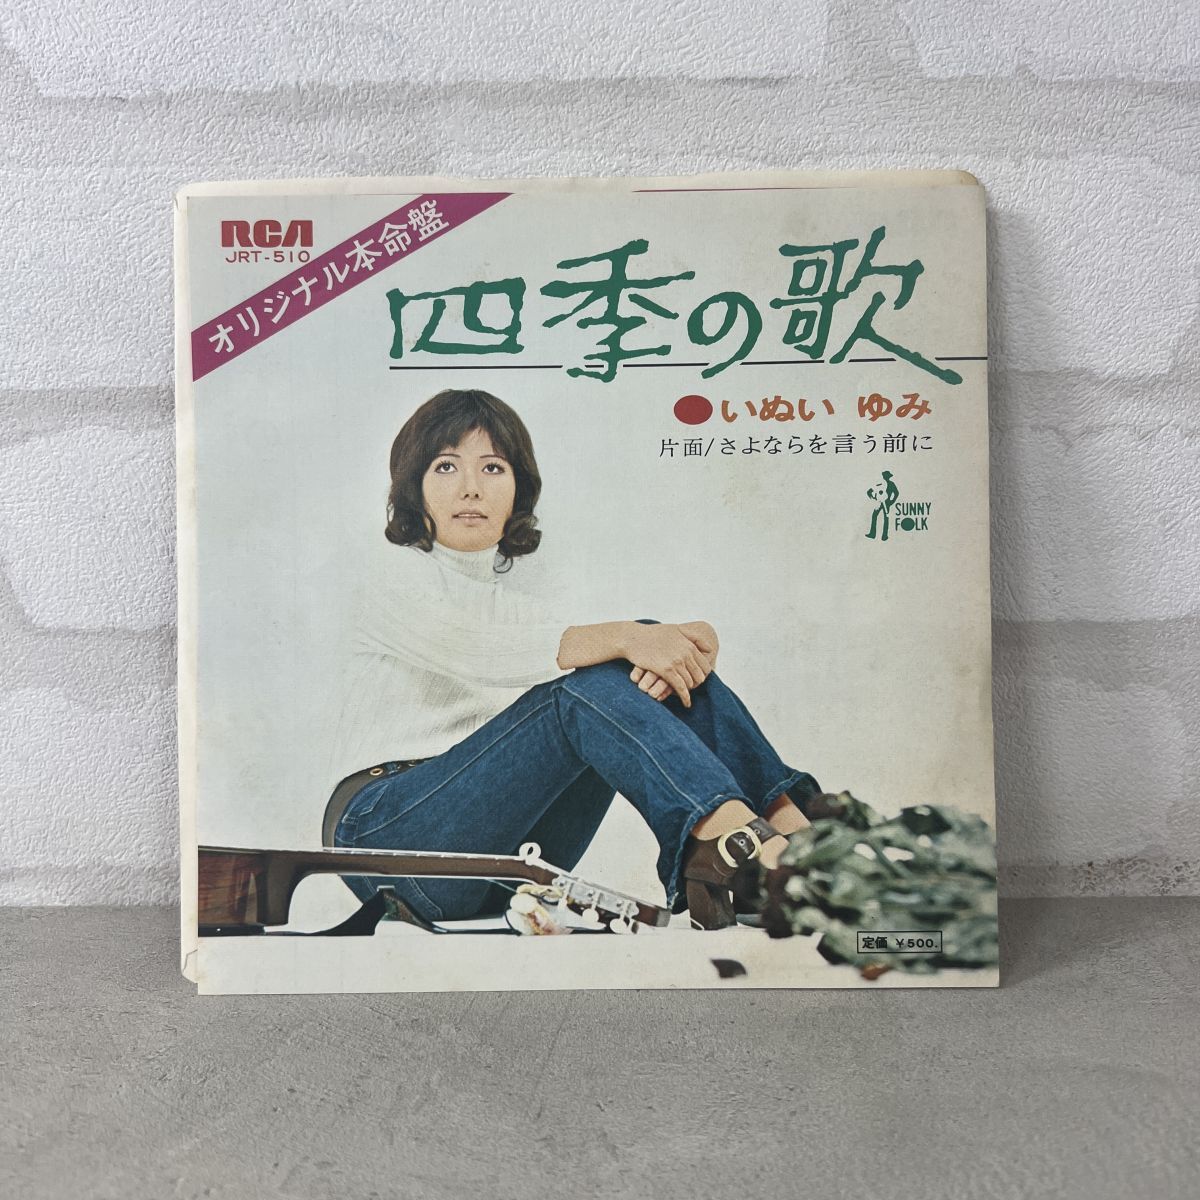 RCA
JRT-510
オリジナル本命盤
四季の歌
●いぬい ゆみ
片面/さよならを言う前に
SUNNY
FOLK
定価 ¥500.